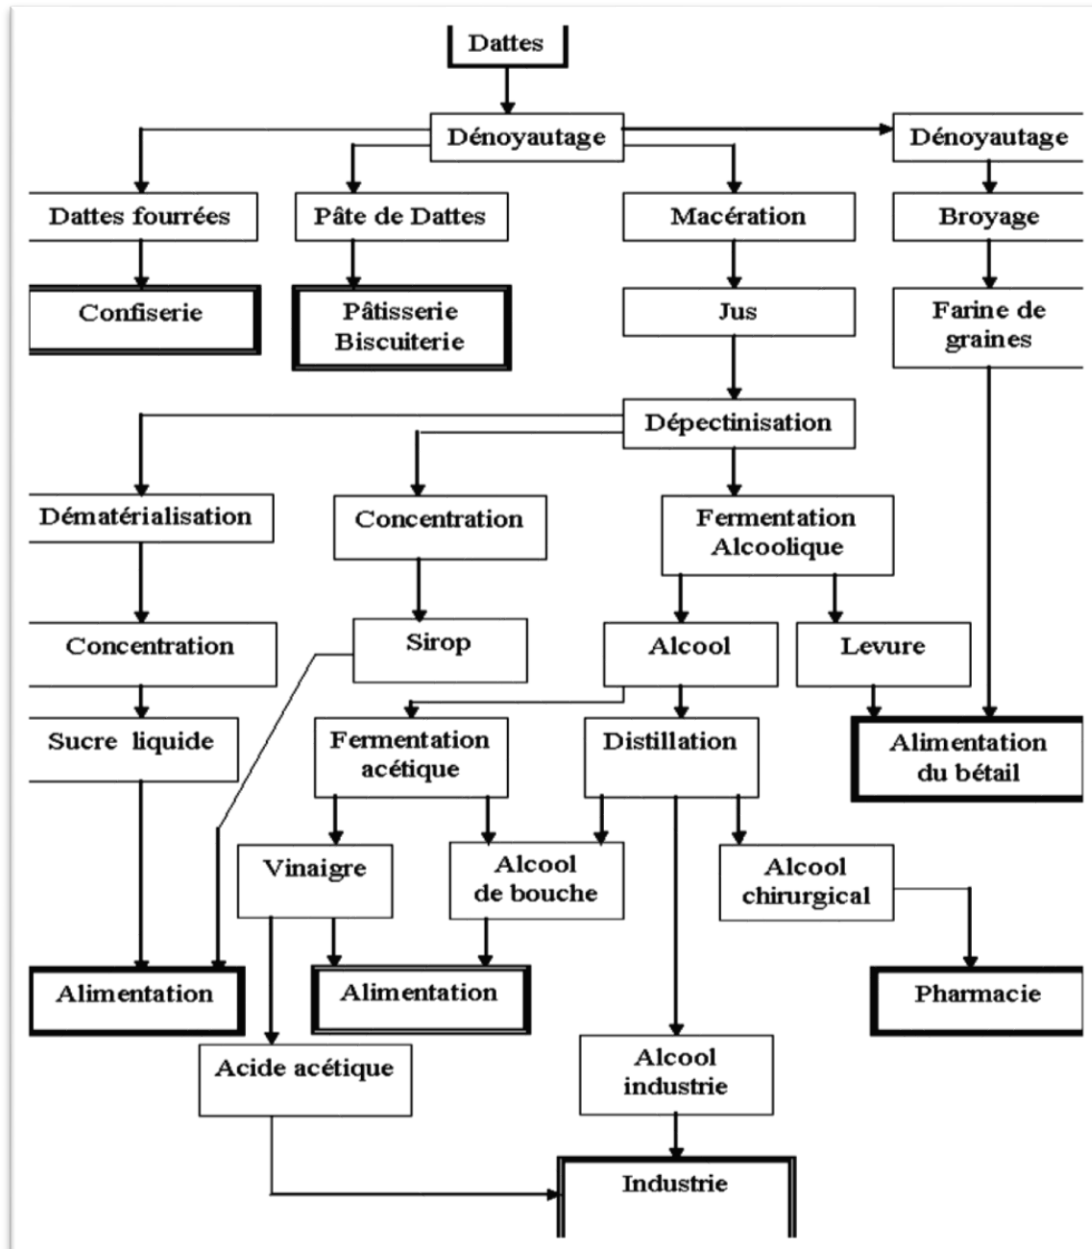 Dattes
Dénoyautage
Dénoyautage
Dattes fourrées
Pâte de Dattes
Macération
Broyage
Confiserie
Pâtisserie
Biscuiterie
Jus
Farine de
graines
Dépectinisation
Dématérialisation
Concentration
Fermentation
Alcoolique
Concentration
Sirop
Alcool
Levure
Sucre liquide
Fermentation
acétique
Distillation
Alimentation
du bétail
Vinaigre
Alcool
de bouche
Alcool
chirurgical
Alimentation
Alimentation
Pharmacie
Acide acétique
Alcool
industrie
Industrie